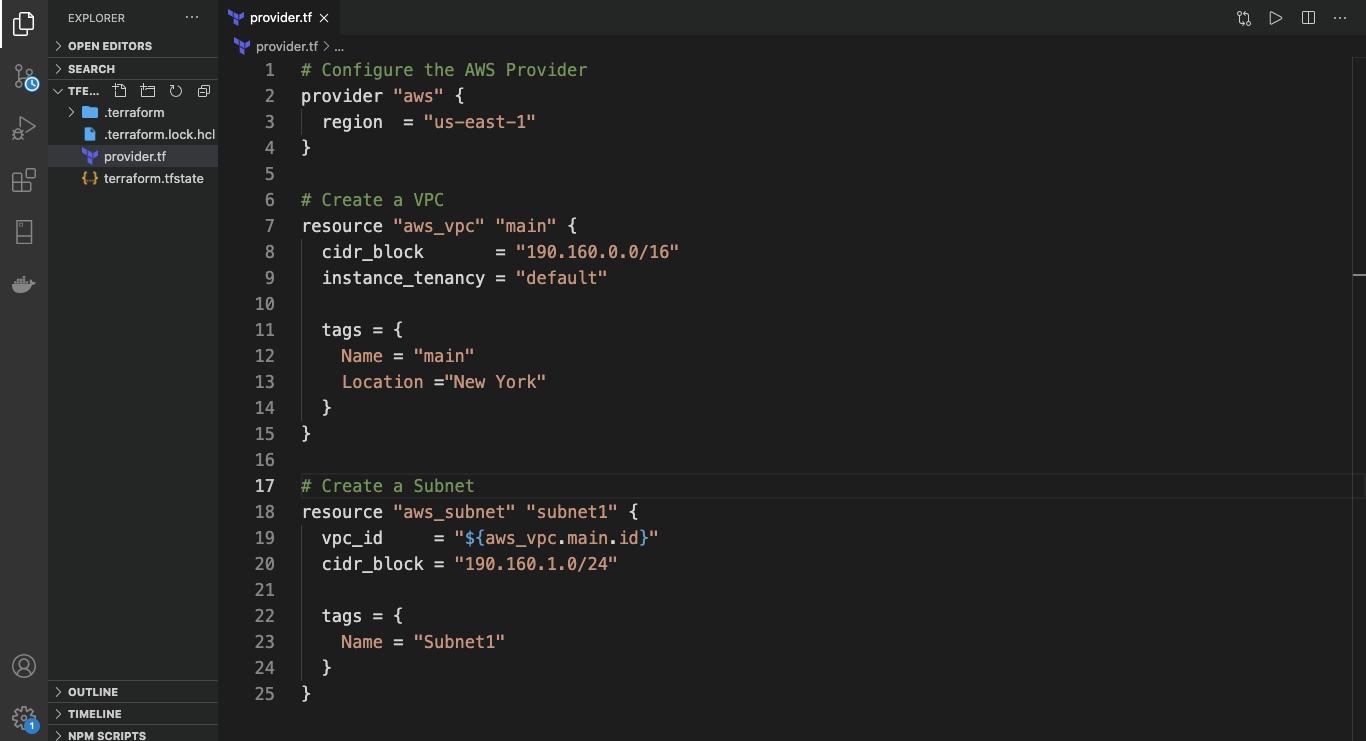 EXPLORER
OPEN EDITORS
SEARCH
TFE...
.terraform
.terraform.lock.hcl
provider.tf
terraform.tfstate
OUTLINE
TIMELINE
NPM SCRIPTS
1
provider.tf
provider.tf > ...
1 # Configure the AWS Provider
2 provider "aws" {
3   region  = "us-east-1"
4 }
5
6 # Create a VPC
7 resource "aws_vpc" "main" {
8   cidr_block       = "190.160.0.0/16"
9   instance_tenancy = "default"
10
11   tags = {
12     Name = "main"
13     Location ="New York"
14   }
15 }
16
17 # Create a Subnet
18 resource "aws_subnet" "subnet1" {
19   vpc_id     = "${aws_vpc.main.id}"
20   cidr_block = "190.160.1.0/24"
21
22   tags = {
23     Name = "Subnet1"
24   }
25 }